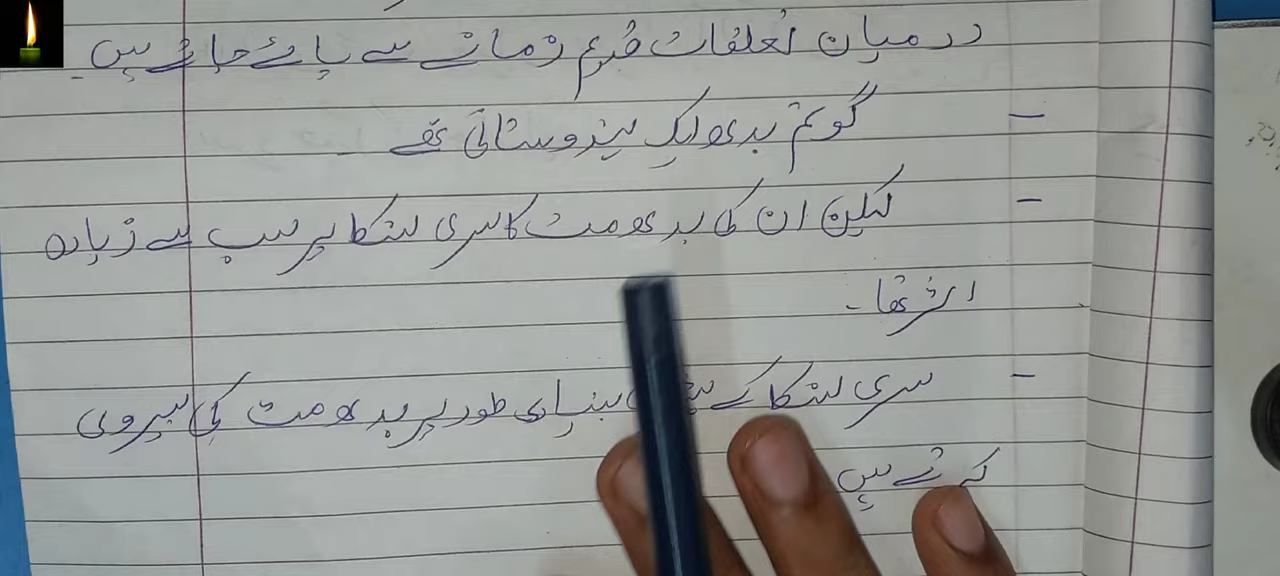 درمیان تعلقات قدیم زمانے سے پائے جاتے ہیں۔
- گوتم بدھ ایک ہندوستانی تھے
- لیکن ان کی بدھ مت کا سری لنکا پر سب سے زیادہ
اثر تھا۔
- سری لنکا کے بنیادی طور پر بدھ مت کی پیروی
کرتے ہیں